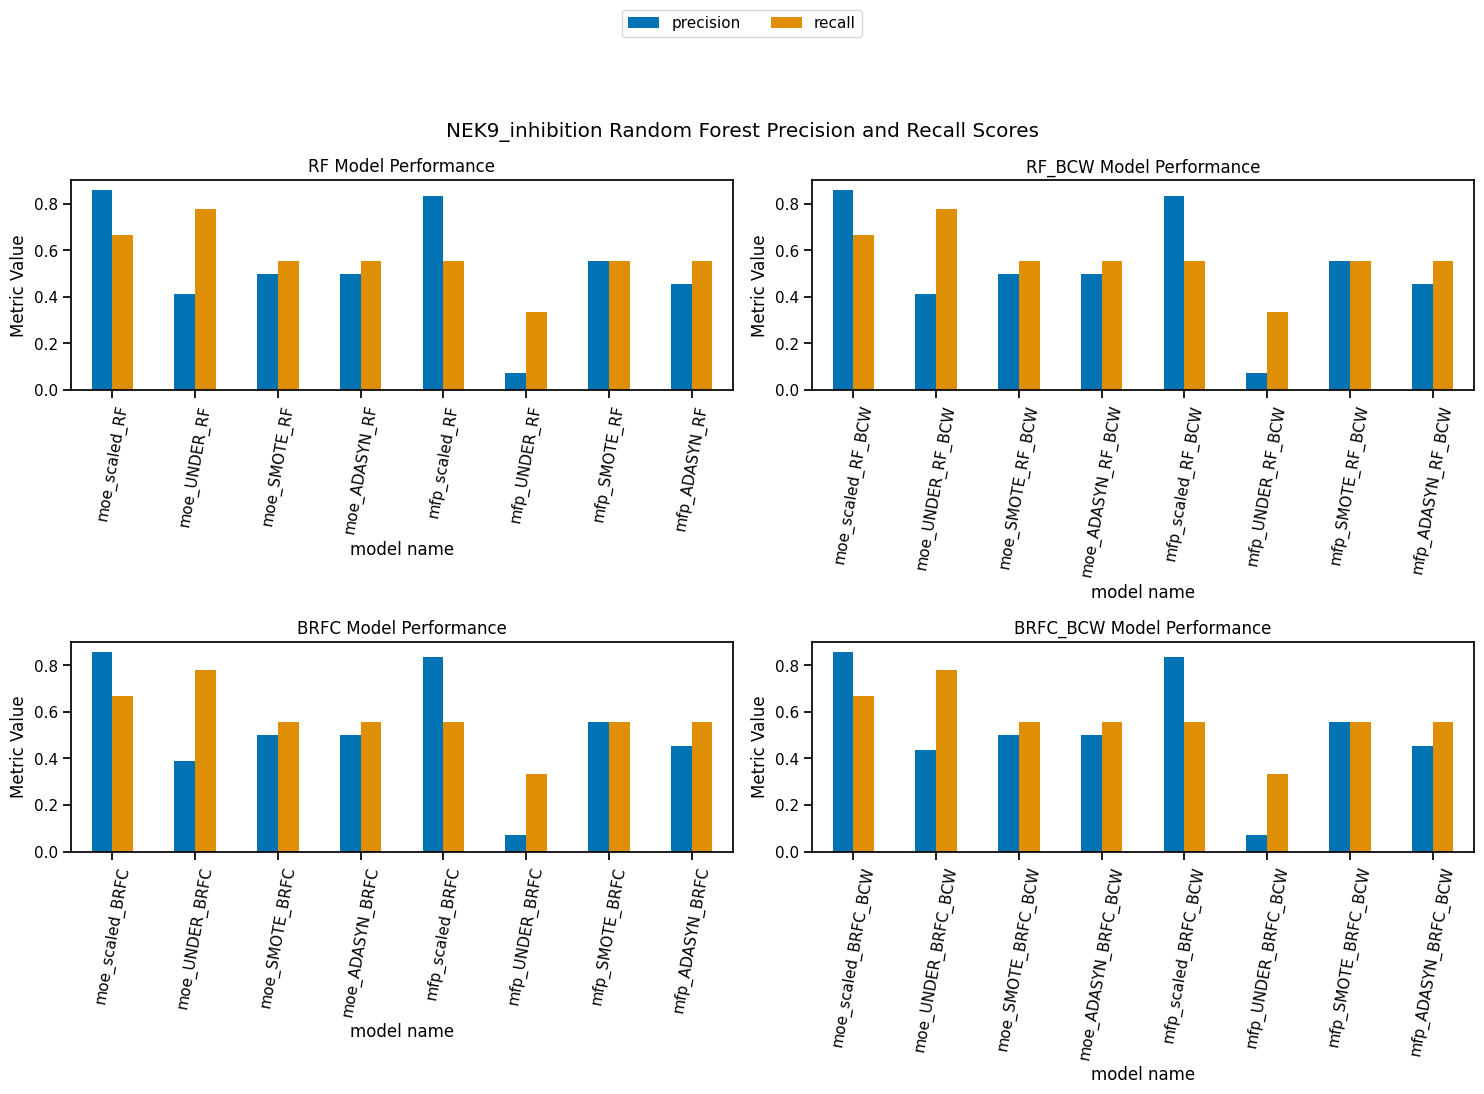 precision
recall
NEK9_inhibition Random Forest Precision and Recall Scores
RF Model Performance
Metric Value
0.8
0.6
0.4
0.2
0.0
moe_scaled_RF
moe_UNDER_RF
moe_SMOTE_RF
moe_ADASYN_RF
mfp_scaled_RF
mfp_UNDER_RF
mfp_SMOTE_RF
mfp_ADASYN_RF
model name
RF_BCW Model Performance
Metric Value
0.8
0.6
0.4
0.2
0.0
moe_scaled_RF_BCW
moe_UNDER_RF_BCW
moe_SMOTE_RF_BCW
moe_ADASYN_RF_BCW
mfp_scaled_RF_BCW
mfp_UNDER_RF_BCW
mfp_SMOTE_RF_BCW
mfp_ADASYN_RF_BCW
model name
BRFC Model Performance
Metric Value
0.8
0.6
0.4
0.2
0.0
moe_scaled_BRFC
moe_UNDER_BRFC
moe_SMOTE_BRFC
moe_ADASYN_BRFC
mfp_scaled_BRFC
mfp_UNDER_BRFC
mfp_SMOTE_BRFC
mfp_ADASYN_BRFC
model name
BRFC_BCW Model Performance
Metric Value
0.8
0.6
0.4
0.2
0.0
moe_scaled_BRFC_BCW
moe_UNDER_BRFC_BCW
moe_SMOTE_BRFC_BCW
moe_ADASYN_BRFC_BCW
mfp_scaled_BRFC_BCW
mfp_UNDER_BRFC_BCW
mfp_SMOTE_BRFC_BCW
mfp_ADASYN_BRFC_BCW
model name